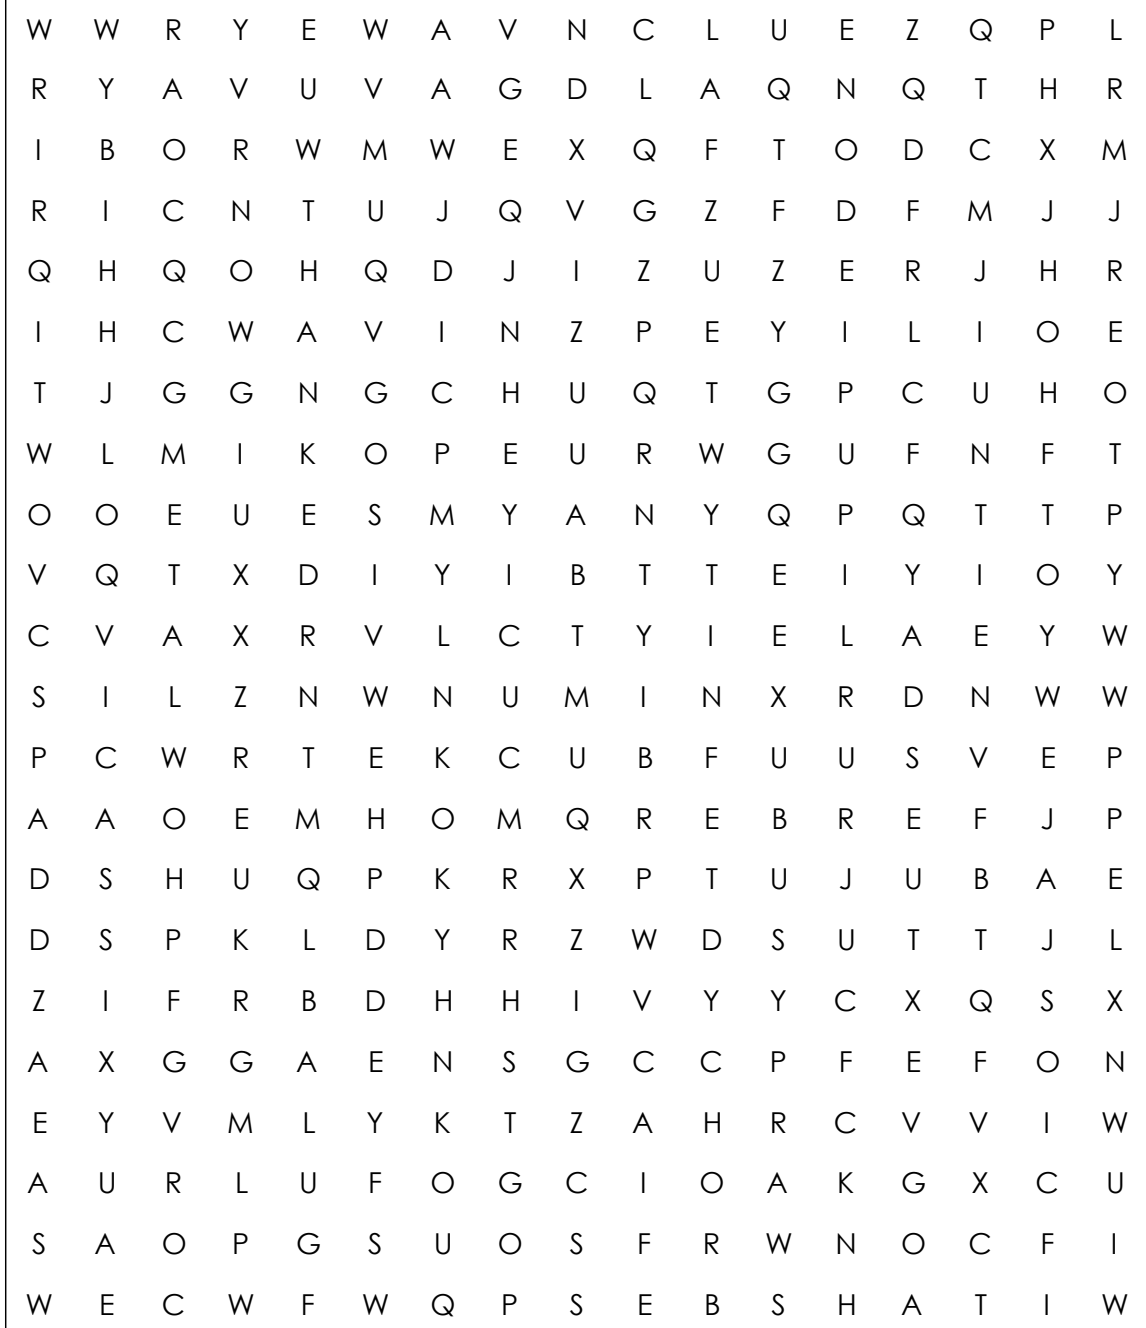 W W R Y E W A V N C L U E Z Q P L
R Y A V U V A G D L A Q N Q T H R
I B O R W M W E X Q F T O D C X M
R I C N T U J Q V G Z F D F M J J
Q H Q O H Q D J I Z U Z E R J H R
I H C W A V I N Z P E Y I L I O E
T J G G N G C H U Q T G P C U H O
W L M I K O P E U R W G U F N F T
O O E U E S M Y A N Y Q P Q T T P
V Q T X D I Y I B T T E I Y I O Y
C V A X R V L C T Y I E L A E Y W
S I L Z N W N U M I N X R D N W W
P C W R T E K C U B F U U S V E P
A A O E M H O M Q R E B R E F J P
D S H U Q P K R X P T U J U B A E
D S P K L D Y R Z W D S U T T J L
Z I F R B D H H I V Y Y C X Q S X
A X G G A E N S G C C P F E F O N
E Y V M L Y K T Z A H R C V V I W
A U R L U F O G C I O A K G X C U
S A O P G S U O S F R W N O C F I
W E C W F W Q P S E B S H A T I W